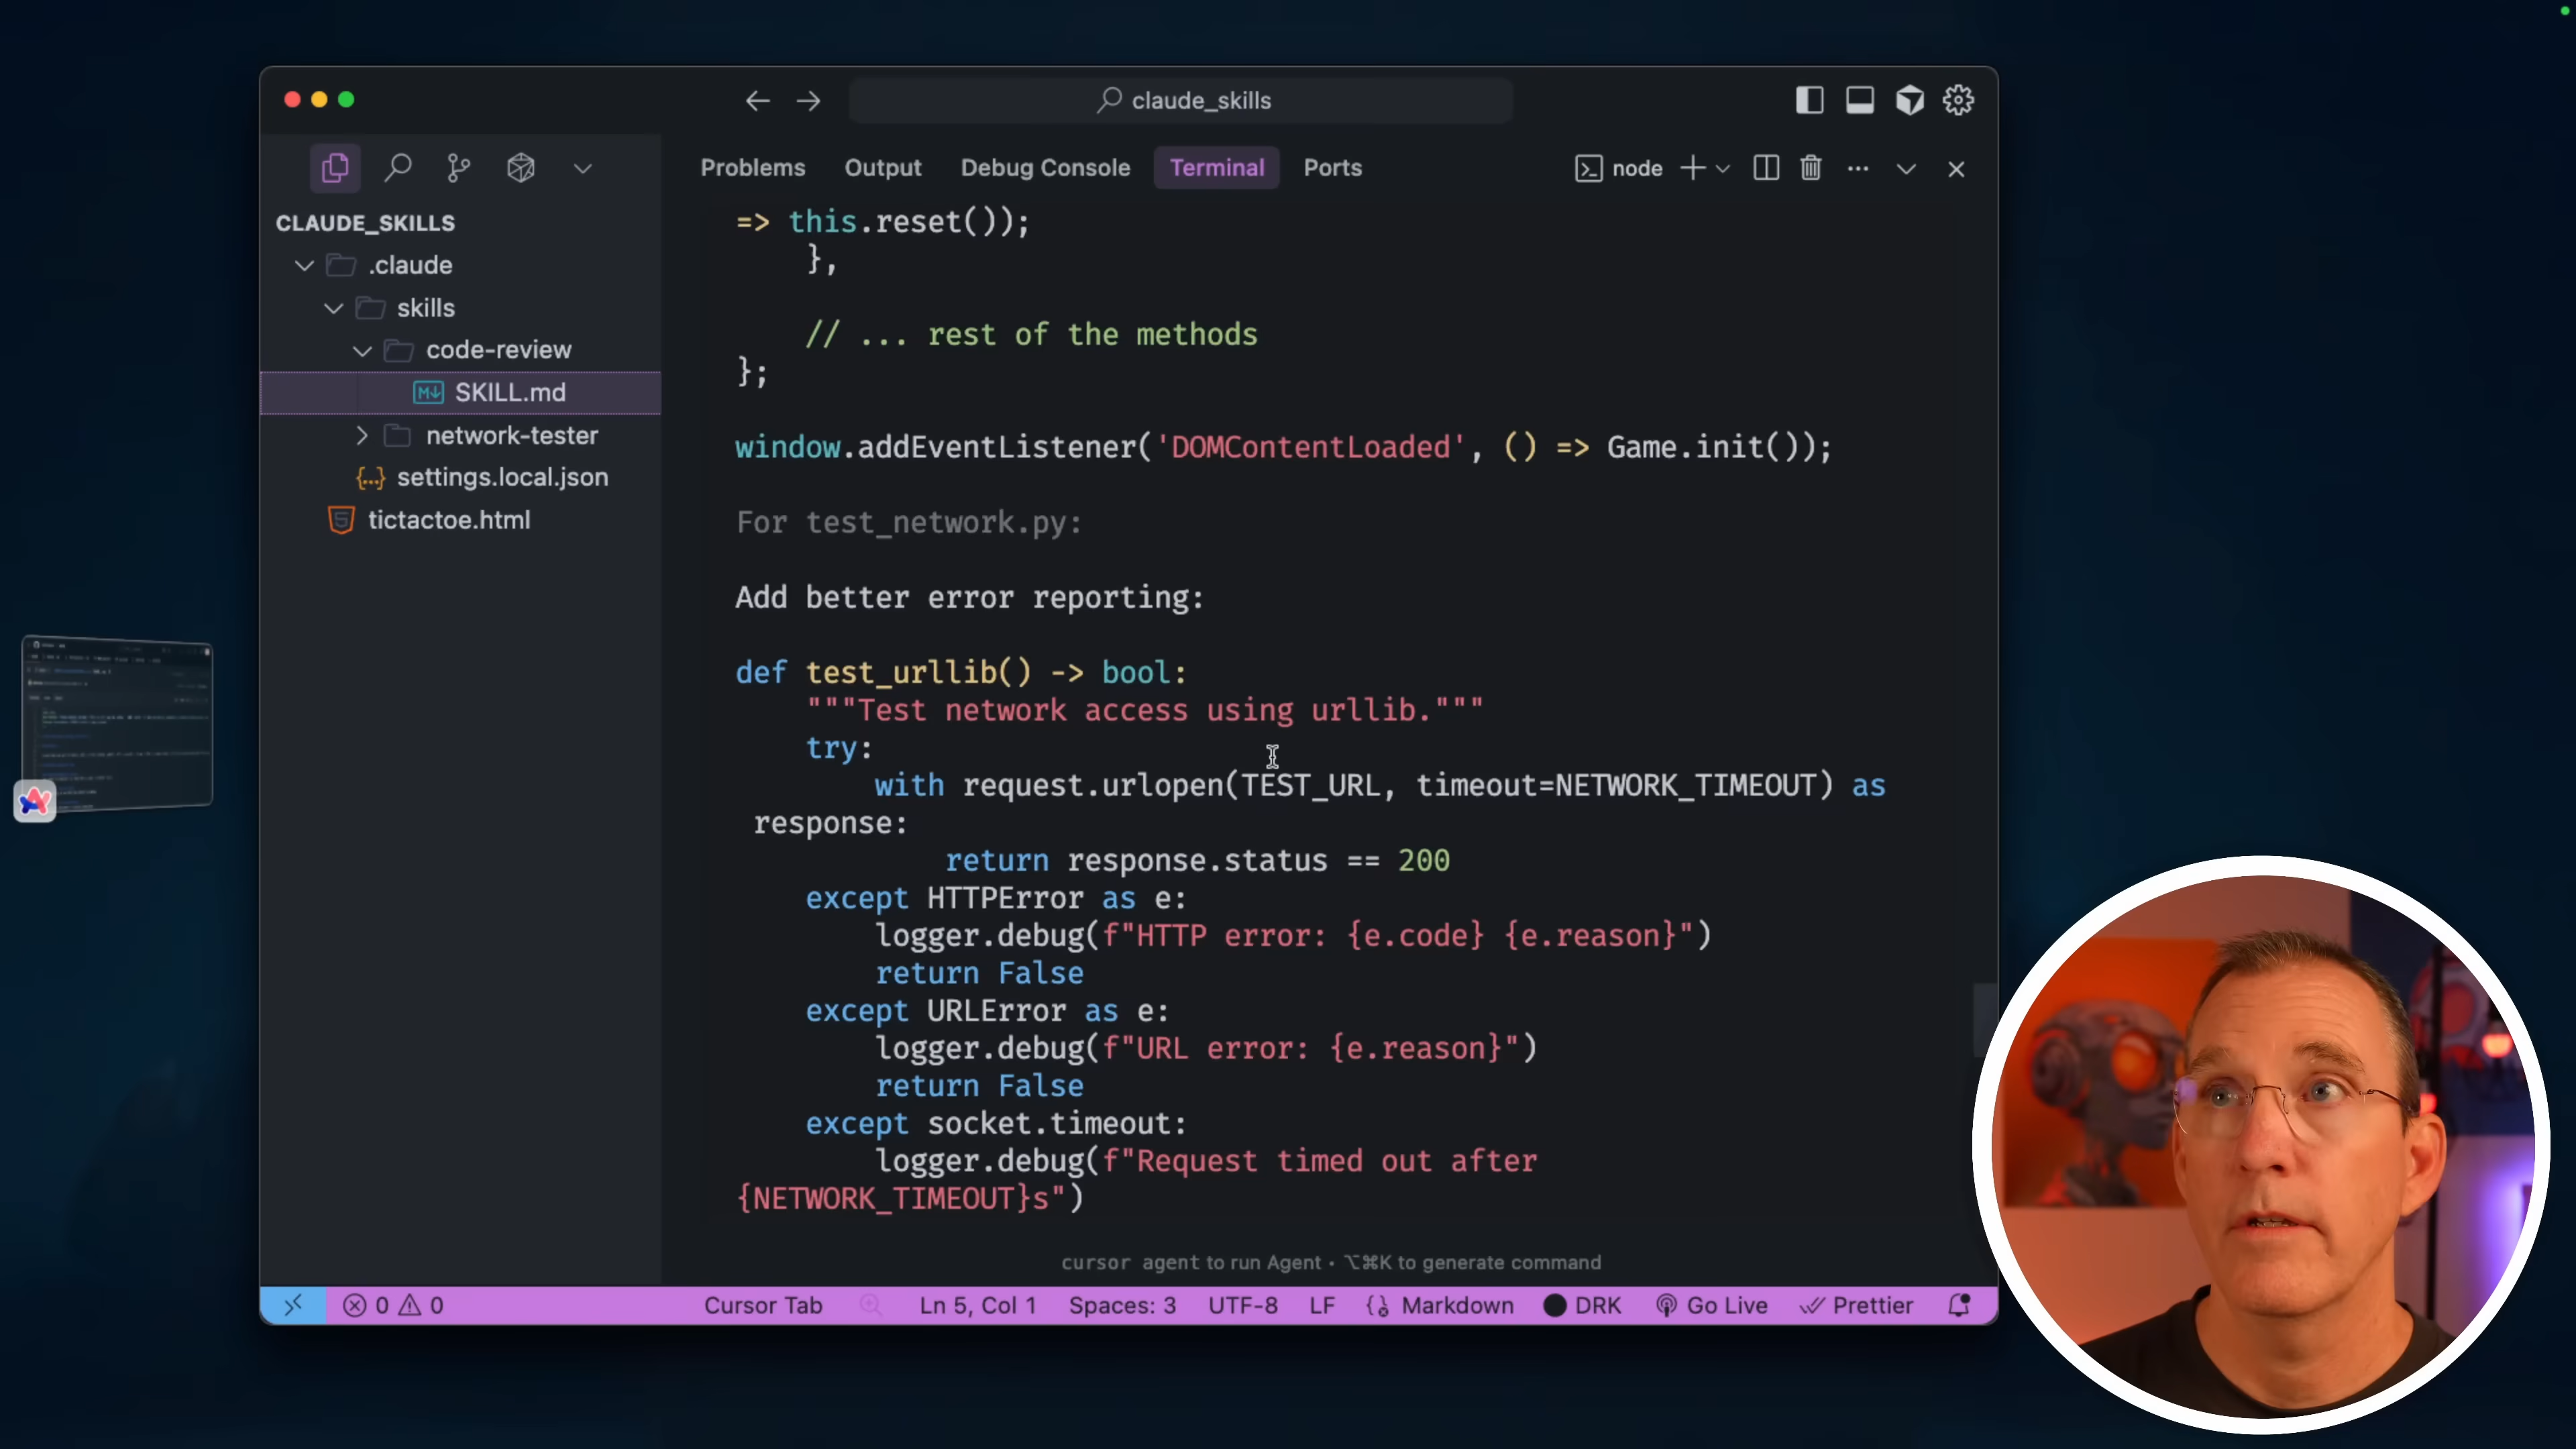 claude_skills
Problems Output Debug Console Terminal Ports node
CLAUDE_SKILLS
.claude
skills
code-review
SKILL.md
network-tester
settings.local.json
tictactoe.html
=> this.reset());
},
// ... rest of the methods
};
window.addEventListener('DOMContentLoaded', () => Game.init());
For test_network.py:
Add better error reporting:
def test_urllib() -> bool:
"""Test network access using urllib."""
try:
with request.urlopen(TEST_URL, timeout=NETWORK_TIMEOUT) as
response:
return response.status == 200
except HTTPError as e:
logger.debug(f"HTTP error: {e.code} {e.reason}")
return False
except URLError as e:
logger.debug(f"URL error: {e.reason}")
return False
except socket.timeout:
logger.debug(f"Request timed out after
{NETWORK_TIMEOUT}s")
cursor agent to run Agent • ⌥⌘K to generate command
0 0 Cursor Tab Ln 5, Col 1 Spaces: 3 UTF-8 LF Markdown DRK Go Live Prettier